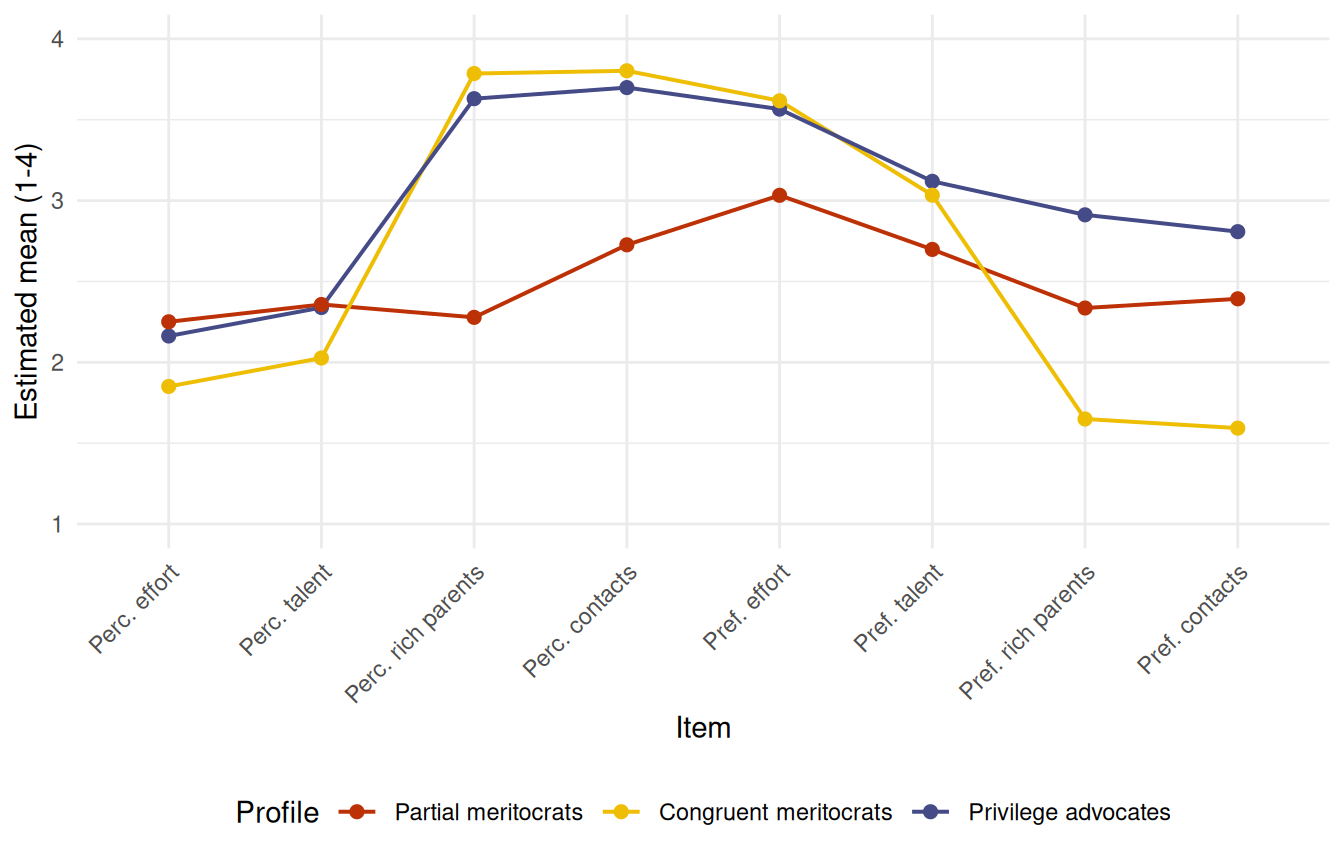 4
3
2
1
Estimated mean (1-4)
Perc. effort
Perc. talent
Perc. rich parents
Perc. contacts
Pref. effort
Pref. talent
Pref. rich parents
Pref. contacts
Item
Profile Partial meritocrats Congruent meritocrats Privilege advocates